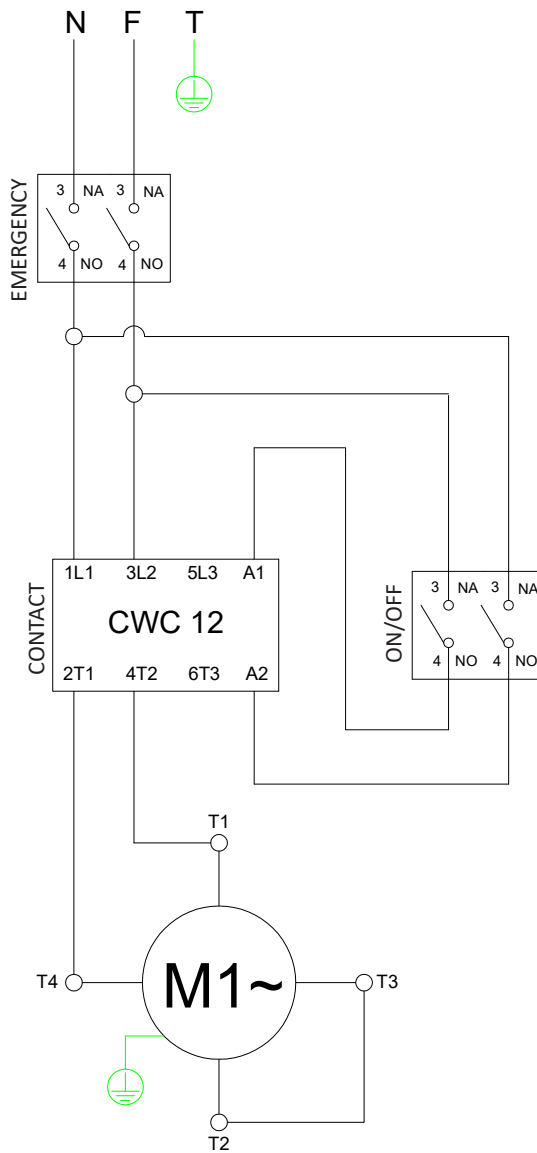 N F T
EMERGENCY
3 NA 3 NA
4 NO 4 NO
CONTACT
1L1 3L2 5L3 A1
CWC 12
2T1 4T2 6T3 A2
ON/OFF
3 NA 3 NA
4 NO 4 NO
T1
T4
M1~
T3
T2